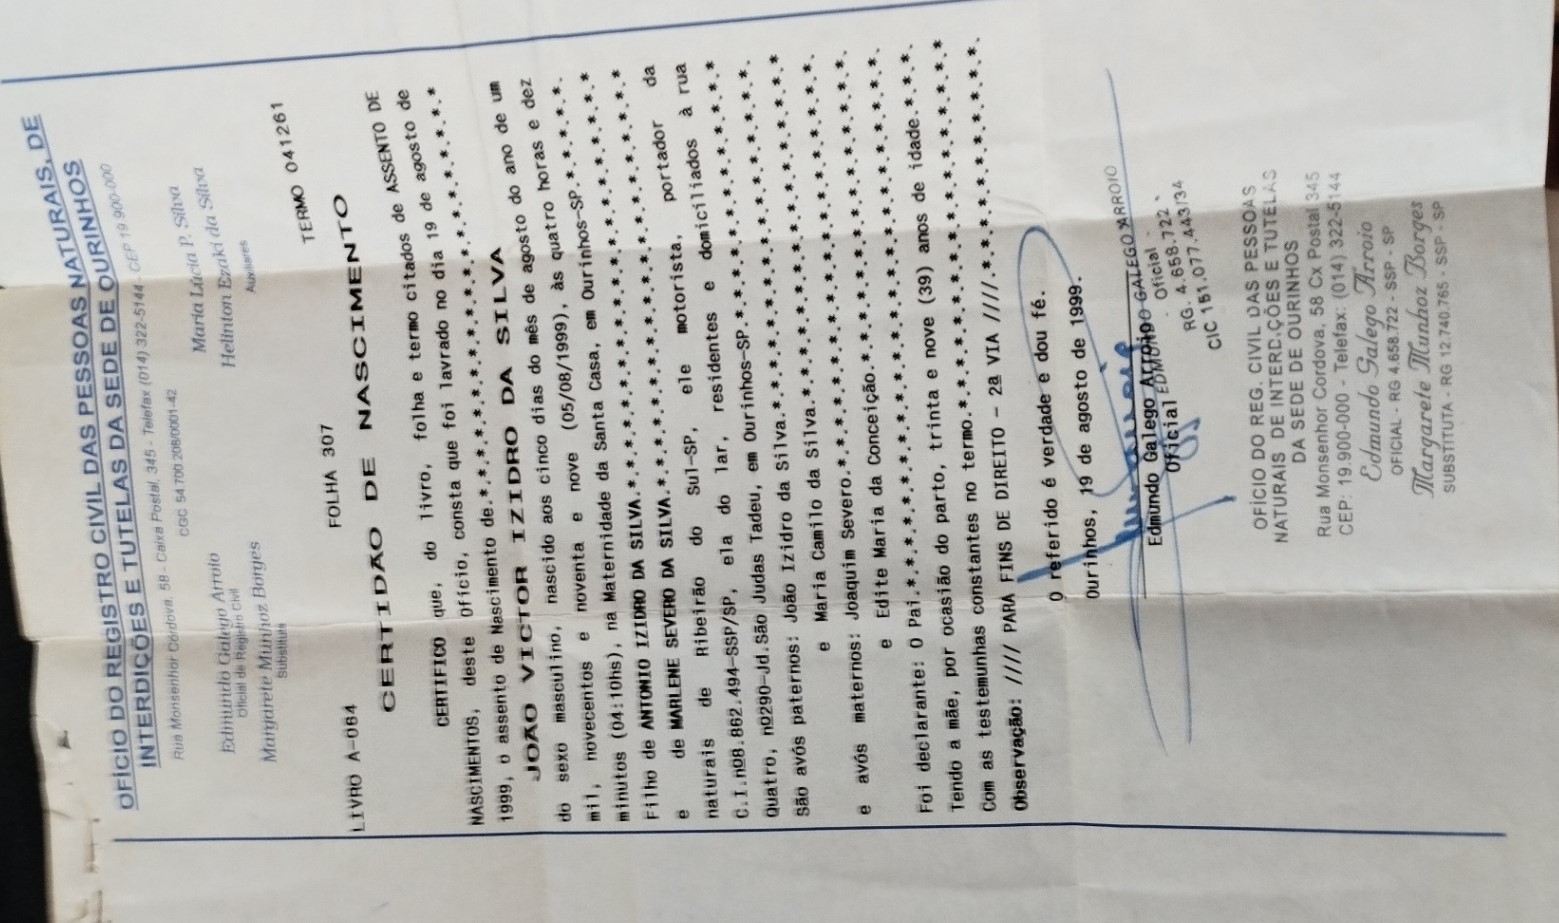 OFÍCIO DO REGISTRO CIVIL DAS PESSOAS NATURAIS, DE
INTERDIÇÕES E TUTELAS DA SEDE DE OURINHOS
Rua Monsenhor Córdova, 58 - Caixa Postal, 345 - Telefax (014) 322-5144 - CEP 19.900-000
CGC 54.700.206/0001-42
Edmundo Galego Arroio
Oficial de Registro Civil
Margarete Munhoz Borges
Substituta
Maria Lúcia P. Silva
Helinton Ezaki da Silva
Auxiliares
LIVRO A-064 FOLHA 307 TERMO 041261
CERTIDÃO DE NASCIMENTO
CERTIFICO que, do livro, folha e termo citados de ASSENTO DE
NASCIMENTOS, deste Ofício, consta que foi lavrado no dia 19 de agosto de
1999, o assento de Nascimento de.*.*.*.*.*.*.*.*.*.*.*.*.*.*.*.*.*.*.*.*
JOÃO VICTOR IZIDRO DA SILVA
do sexo masculino, nascido aos cinco dias do mês de agosto do ano de um
mil, novecentos e noventa e nove (05/08/1999), às quatro horas e dez
minutos (04:10hs), na Maternidade da Santa Casa, em Ourinhos-SP.*.*.*.*.
Filho de ANTONIO IZIDRO DA SILVA.*.*.*.*.*.*.*.*.*.*.*.*.*.*.*.*.*.*.*.*
e de MARLENE SEVERO DA SILVA.*.*.*.*.*.*.*.*.*.*.*.*.*.*.*.*.*.*.*.*.*.*
naturais de Ribeirão do Sul-SP, ele motorista, portador da
C.I.nº8.862.494-SSP/SP, ela do lar, residentes e domiciliados à rua
Quatro, nº290-Jd.São Judas Tadeu, em Ourinhos-SP.*.*.*.*.*.*.*.*.*.*.*.*
São avós paternos: João Izidro da Silva.*.*.*.*.*.*.*.*.*.*.*.*.*.*.*.*.
e Maria Camilo da Silva.*.*.*.*.*.*.*.*.*.*.*.*.*.*.*.*.*
e avós maternos: Joaquim Severo.*.*.*.*.*.*.*.*.*.*.*.*.*.*.*.*.*.*.*.*.
e Edite Maria da Conceição.*.*.*.*.*.*.*.*.*.*.*.*.*.*.*.
Foi declarante: O Pai.*.*.*.*.*.*.*.*.*.*.*.*.*.*.*.*.*.*.*.*.*.*.*.*.*
Tendo a mãe, por ocasião do parto, trinta e nove (39) anos de idade.*.*.
Com as testemunhas constantes no termo.*.*.*.*.*.*.*.*.*.*.*.*.*.*.*.*.*
Observação: //// PARA FINS DE DIREITO - 2ª VIA ////.*.*.*.*.*.*.*.*.*.*.
O referido é verdade e dou fé.
Ourinhos, 19 de agosto de 1999.
Edmundo Galego Arroio
Oficial
EDMUNDO GALEGO ARROIO
Oficial
RG. 4.658.722
CIC 151.077.443/34
OFÍCIO DO REG. CIVIL DAS PESSOAS
NATURAIS DE INTERDIÇÕES E TUTELAS
DA SEDE DE OURINHOS
Rua Monsenhor Cordova, 58 Cx Postal 345
CEP: 19.900-000 - Telefax: (014) 322-5144
Edmundo Galego Arroio
OFICIAL - RG 4.658.722 - SSP - SP
Margarete Munhoz Borges
SUBSTITUTA - RG 12.740.765 - SSP - SP